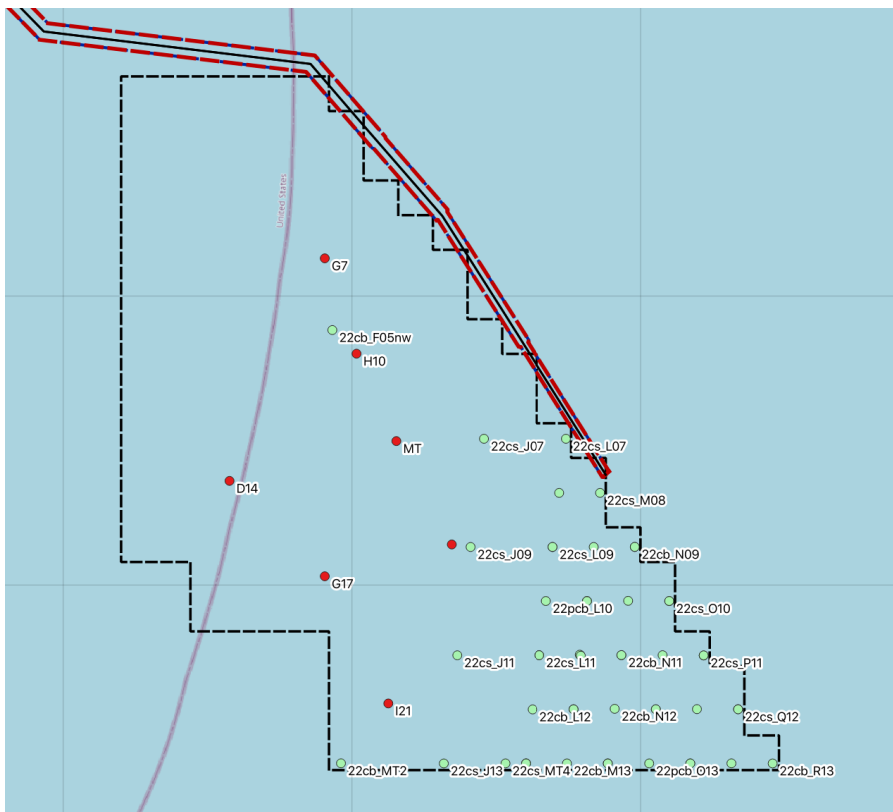 United States
G7
22cb_F05nw
H10
MT
22cs_J07
22cs_L07
D14
22cs_M08
22cs_J09
22cs_L09
22cb_N09
G17
22pcb_L10
22cs_O10
22cs_J11
22cs_L11
22cb_N11
22cs_P11
I21
22cb_L12
22cb_N12
22cs_Q12
22cb_MT2
22cs_J13
22cs_MT4
22cb_M13
22pcb_O13
22cb_R13